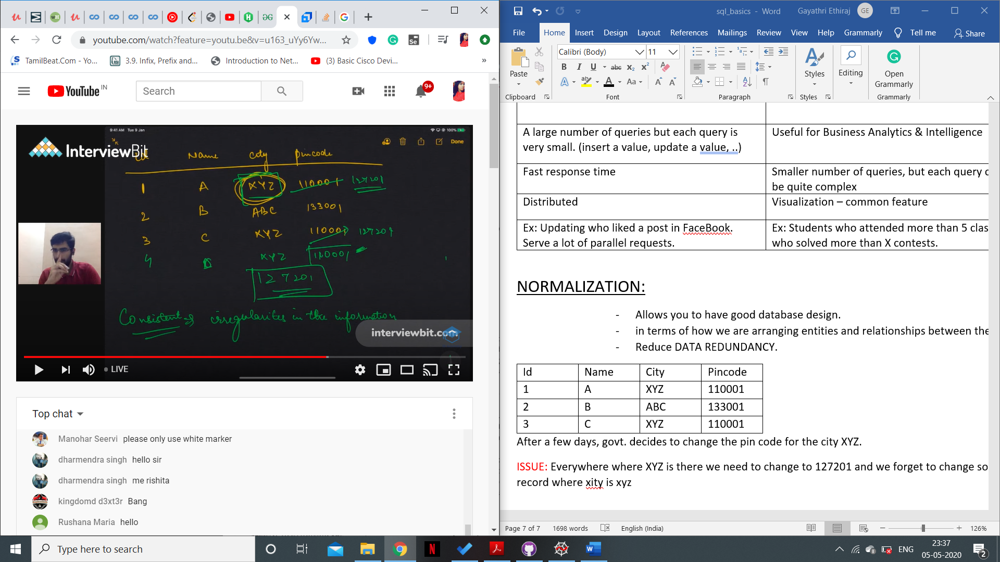 youtube.com/watch?feature=youtu.be&v=u163_uYy6Yw...
TamilBeat.Com - Yo...
3.9. Infix, Prefix and...
Introduction to Net...
(3) Basic Cisco Devi...
»
YouTube IN
Search
9+
9:41 AM Tue 9 Jan
100%
Done
InterviewBit
Name City Pincode
1 A XYZ 110001 127201
2 B ABC 133001
3 C XYZ 110001 127201
4 D XYZ 110001
127201
Consistent irregularities in the information
interviewbit.com
LIVE
Top chat
Manohar Seervi please only use white marker
dharmendra singh hello sir
dharmendra singh me rishita
kingdomd d3xt3r Bang
Rushana Maria hello
sql_basics - Word
Gayathri Ethiraj GE
File Home Insert Design Layout References Mailings Review View Help Grammarly Tell me Share
Calibri (Body) 11
Paste
B I U abc X2 X2
A ab A Aa A A
Styles
Editing
Open
Grammarly
Clipboard Font Paragraph Styles Grammarly
A large number of queries but each query is
very small. (insert a value, update a value, ..)
Useful for Business Analytics & Intelligence
Fast response time
Smaller number of queries, but each query c
be quite complex
Distributed
Visualization – common feature
Ex: Updating who liked a post in FaceBook.
Serve a lot of parallel requests.
Ex: Students who attended more than 5 clas
who solved more than X contests.
NORMALIZATION:
- Allows you to have good database design.
- in terms of how we are arranging entities and relationships between the
- Reduce DATA REDUNDANCY.
Id Name City Pincode
1 A XYZ 110001
2 B ABC 133001
3 C XYZ 110001
After a few days, govt. decides to change the pin code for the city XYZ.
ISSUE: Everywhere where XYZ is there we need to change to 127201 and we forget to change so
record where xity is xyz
Page 7 of 7 1698 words English (India) 126%
Type here to search
ENG
23:37
05-05-2020
2